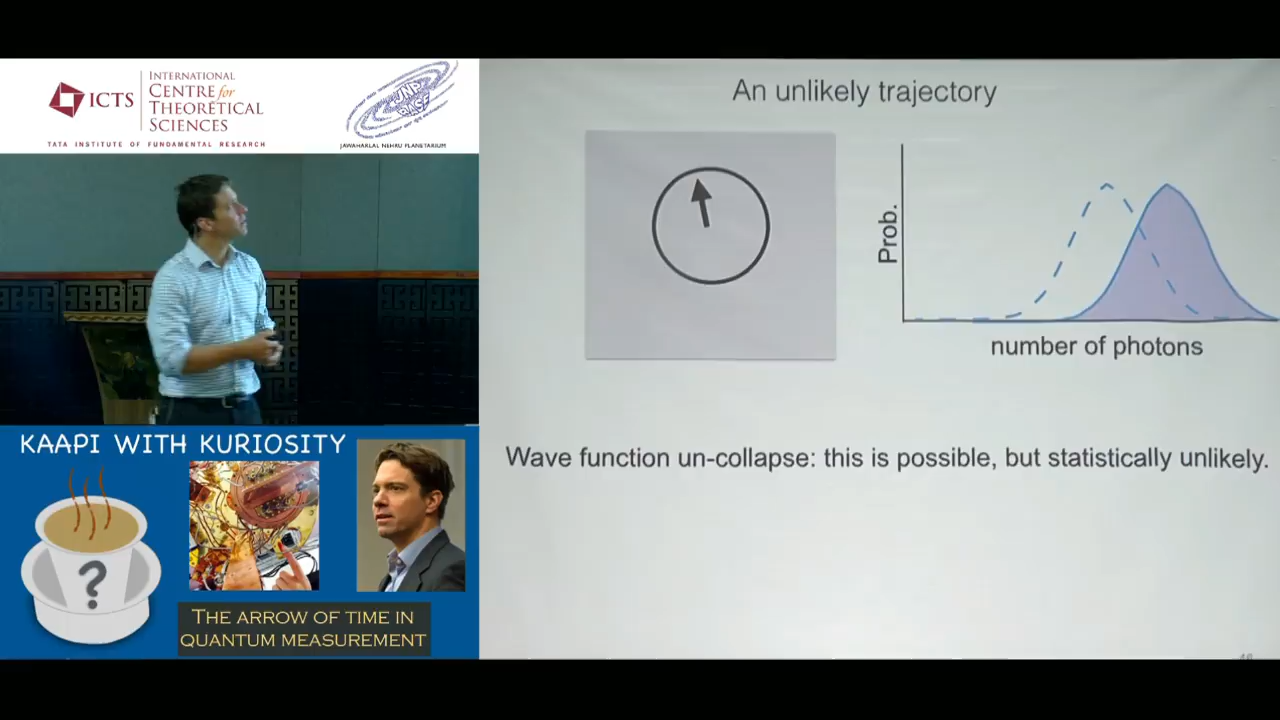 ICTS
INTERNATIONAL
CENTRE for
THEORETICAL
SCIENCES
TATA INSTITUTE OF FUNDAMENTAL RESEARCH
JNP
BASE
JAWAHARLAL NEHRU PLANETARIUM
KAAPI WITH KURIOSITY
?
THE ARROW OF TIME IN
QUANTUM MEASUREMENT
An unlikely trajectory
Prob.
number of photons
Wave function un-collapse: this is possible, but statistically unlikely.